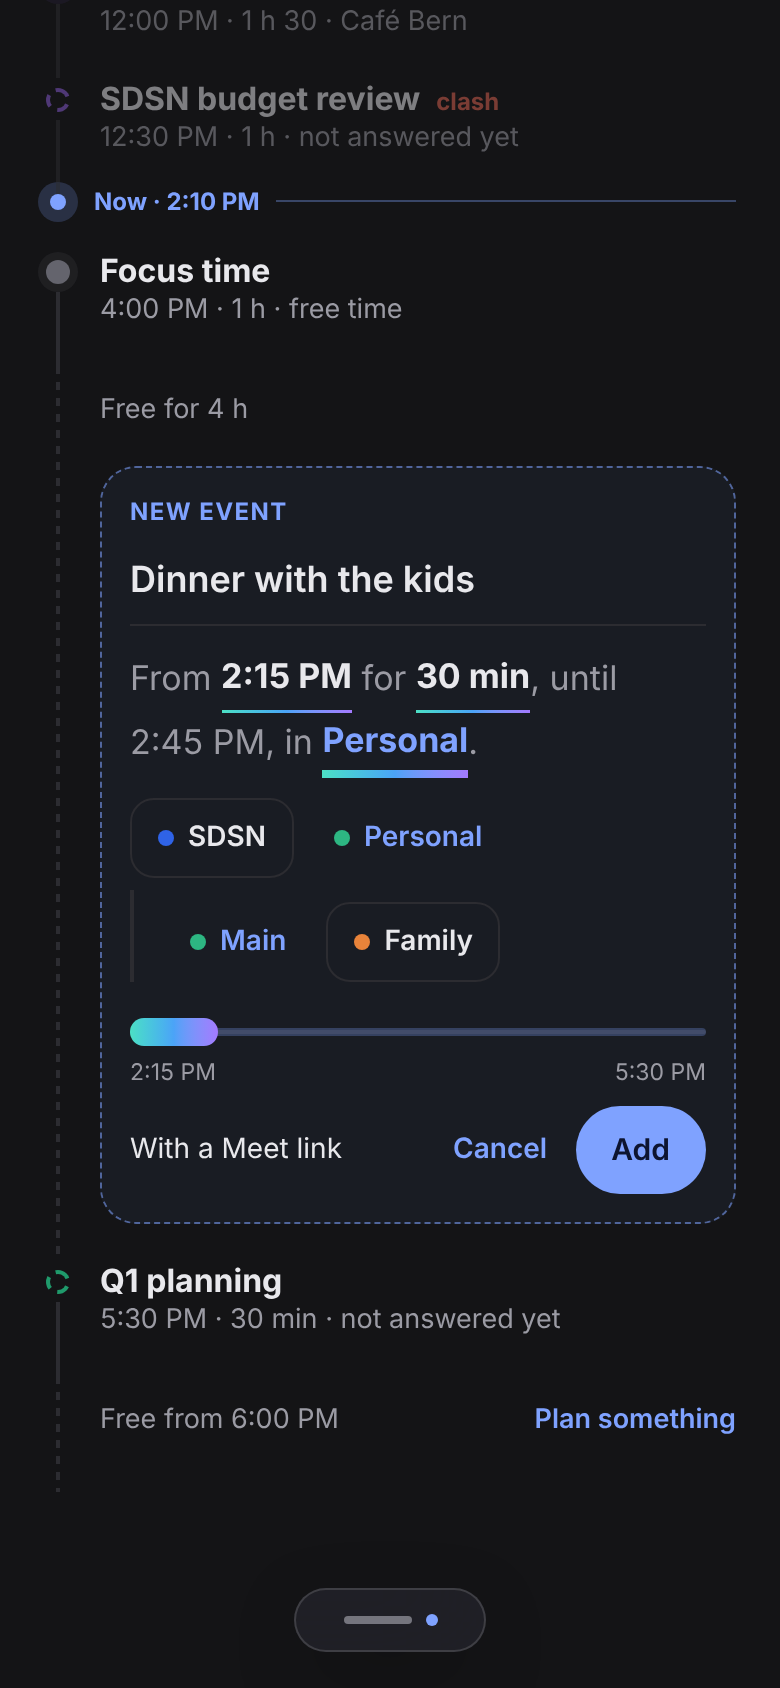 12:00 PM · 1 h 30 · Café Bern
SDSN budget review clash
12:30 PM · 1 h · not answered yet
Now · 2:10 PM
Focus time
4:00 PM · 1 h · free time
Free for 4 h
NEW EVENT
Dinner with the kids
From 2:15 PM for 30 min, until
2:45 PM, in Personal.
SDSN Personal
Main Family
2:15 PM 5:30 PM
With a Meet link Cancel Add
Q1 planning
5:30 PM · 30 min · not answered yet
Free from 6:00 PM Plan something